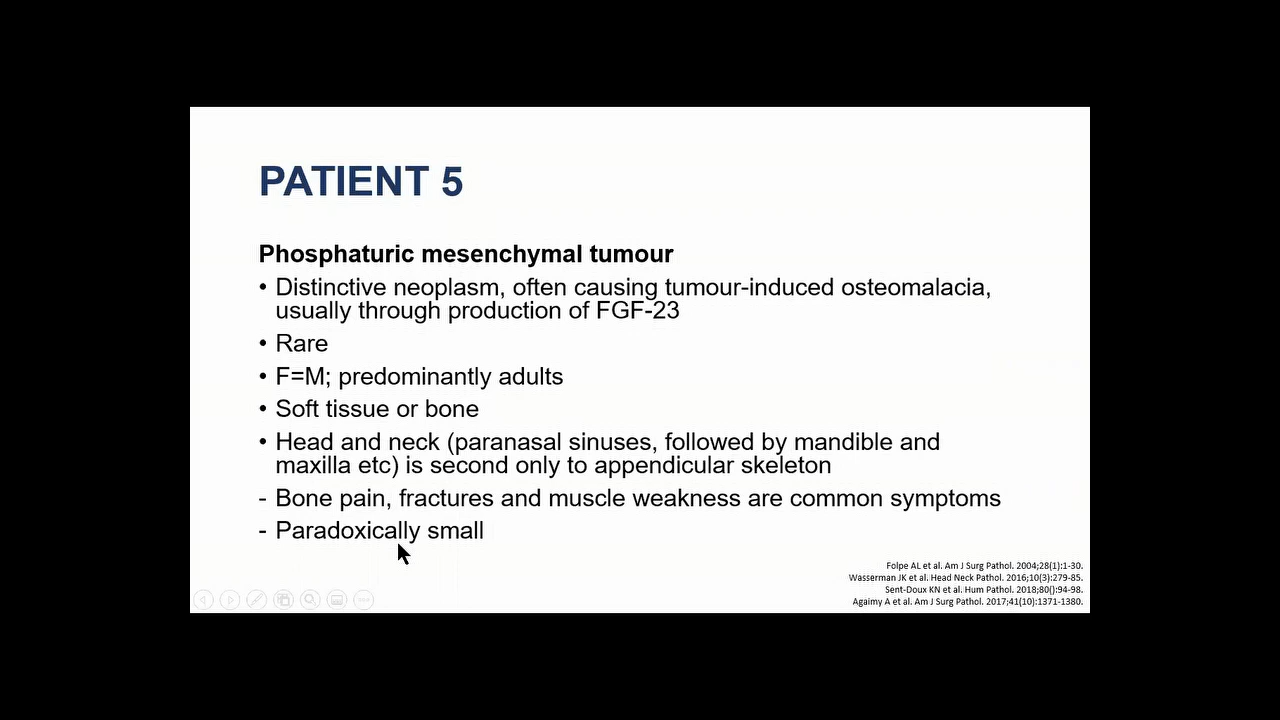 PATIENT 5
Phosphaturic mesenchymal tumour
• Distinctive neoplasm, often causing tumour-induced osteomalacia,
usually through production of FGF-23
• Rare
• F=M; predominantly adults
• Soft tissue or bone
• Head and neck (paranasal sinuses, followed by mandible and
maxilla etc) is second only to appendicular skeleton
- Bone pain, fractures and muscle weakness are common symptoms
- Paradoxically small
Folpe AL et al. Am J Surg Pathol. 2004;28(1):1-30.
Wasserman JK et al. Head Neck Pathol. 2016;10(3):279-85.
Sent-Doux KN et al. Hum Pathol. 2018;80():94-98.
Agaimy A et al. Am J Surg Pathol. 2017;41(10):1371-1380.